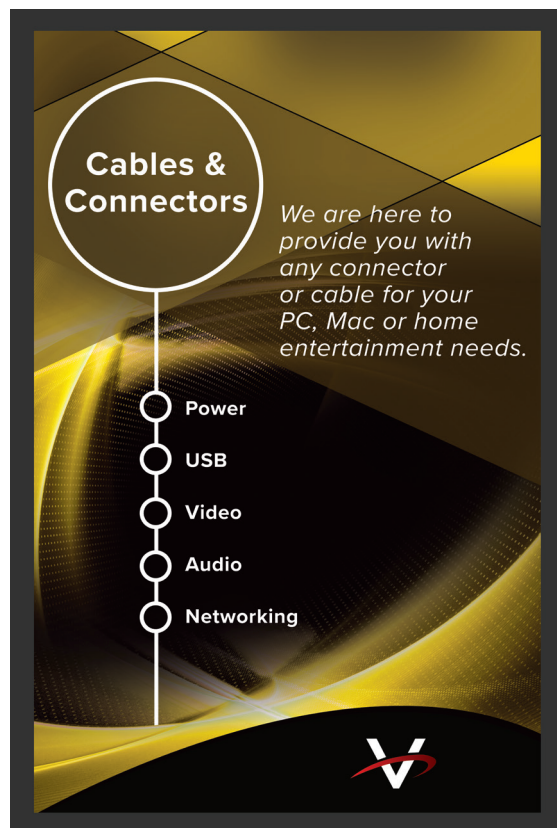 Cables &
Connectors
We are here to
provide you with
any connector
or cable for your
PC, Mac or home
entertainment needs.
Power
USB
Video
Audio
Networking
V